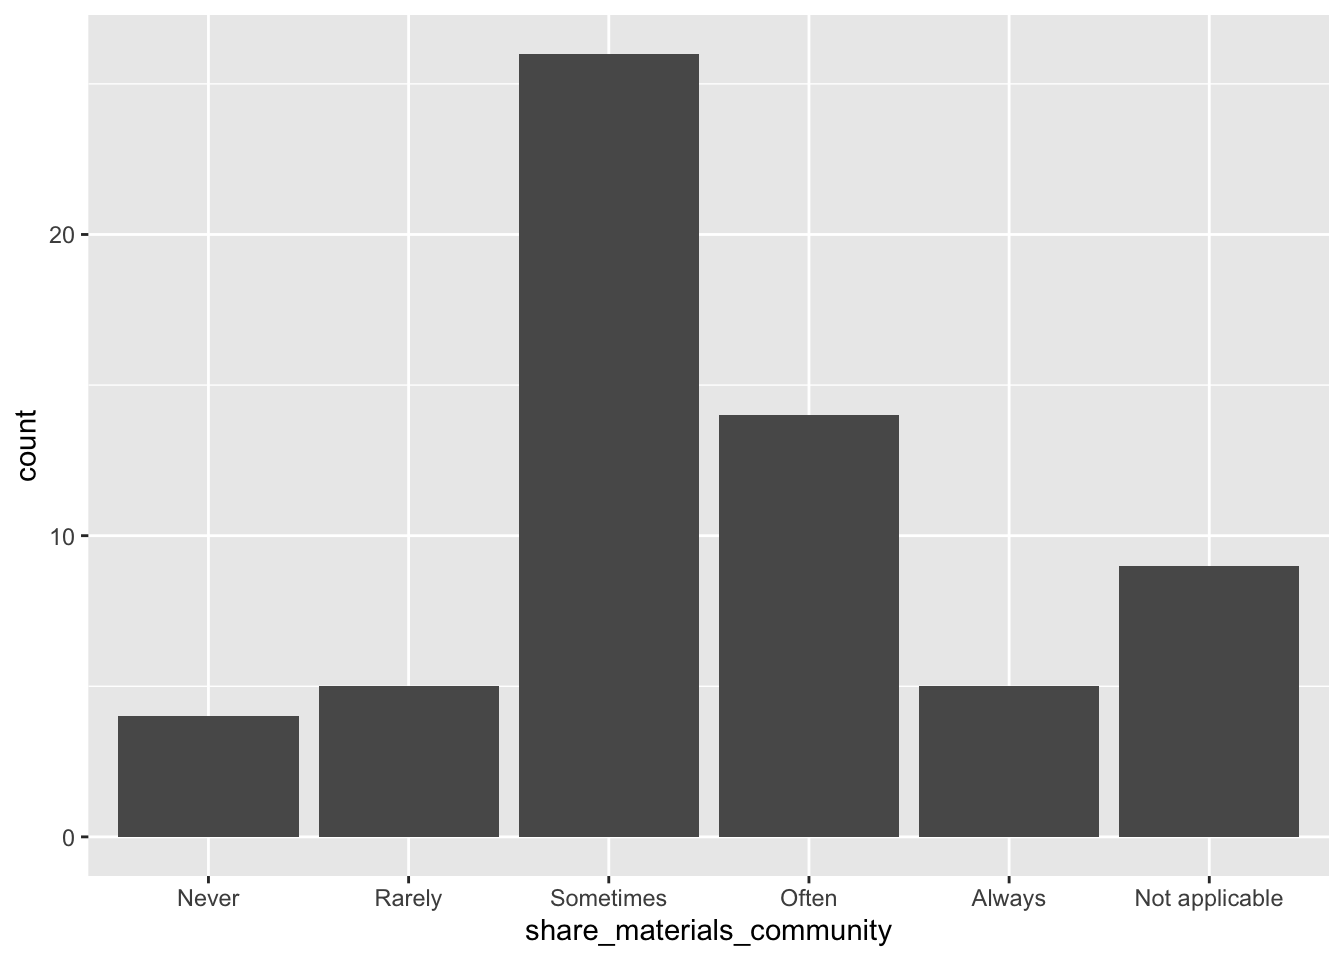 count
20
10
0
Never Rarely Sometimes Often Always Not applicable
share_materials_community